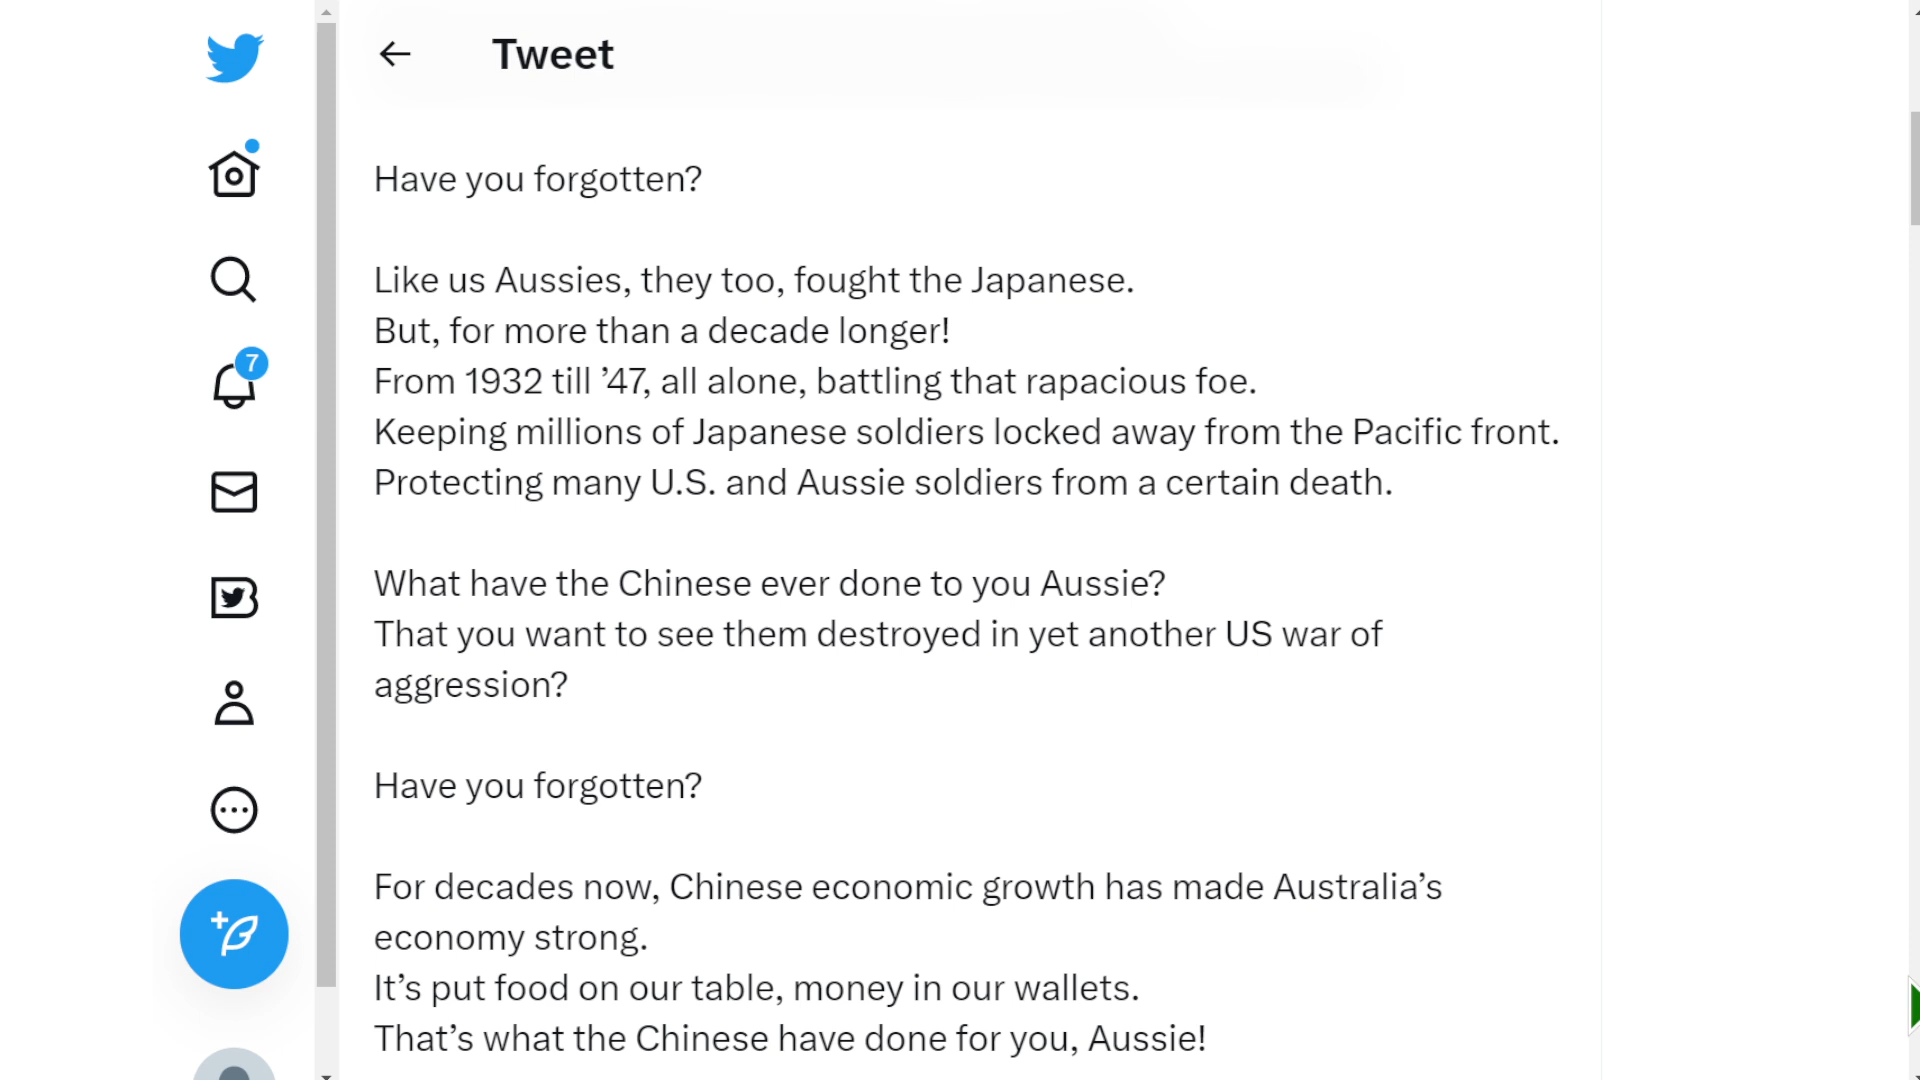 Tweet
Have you forgotten?
Like us Aussies, they too, fought the Japanese.
But, for more than a decade longer!
From 1932 till ’47, all alone, battling that rapacious foe.
7
Keeping millions of Japanese soldiers locked away from the Pacific front.
Protecting many U.S. and Aussie soldiers from a certain death.
What have the Chinese ever done to you Aussie?
That you want to see them destroyed in yet another US war of
aggression?
Have you forgotten?
For decades now, Chinese economic growth has made Australia’s
economy strong.
It’s put food on our table, money in our wallets.
That’s what the Chinese have done for you, Aussie!